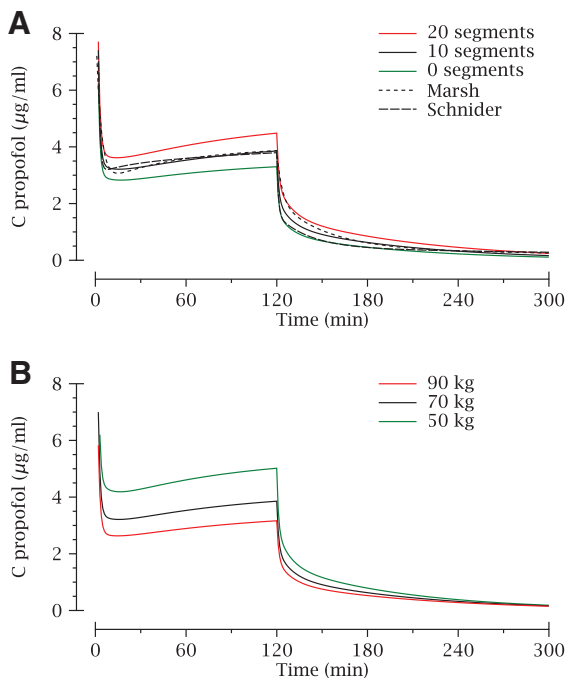 A
C propofol (µg/ml)
8
6
4
2
0
20 segments
10 segments
0 segments
Marsh
Schnider
0 60 120 180 240 300
Time (min)
B
C propofol (µg/ml)
8
6
4
2
0
90 kg
70 kg
50 kg
0 60 120 180 240 300
Time (min)